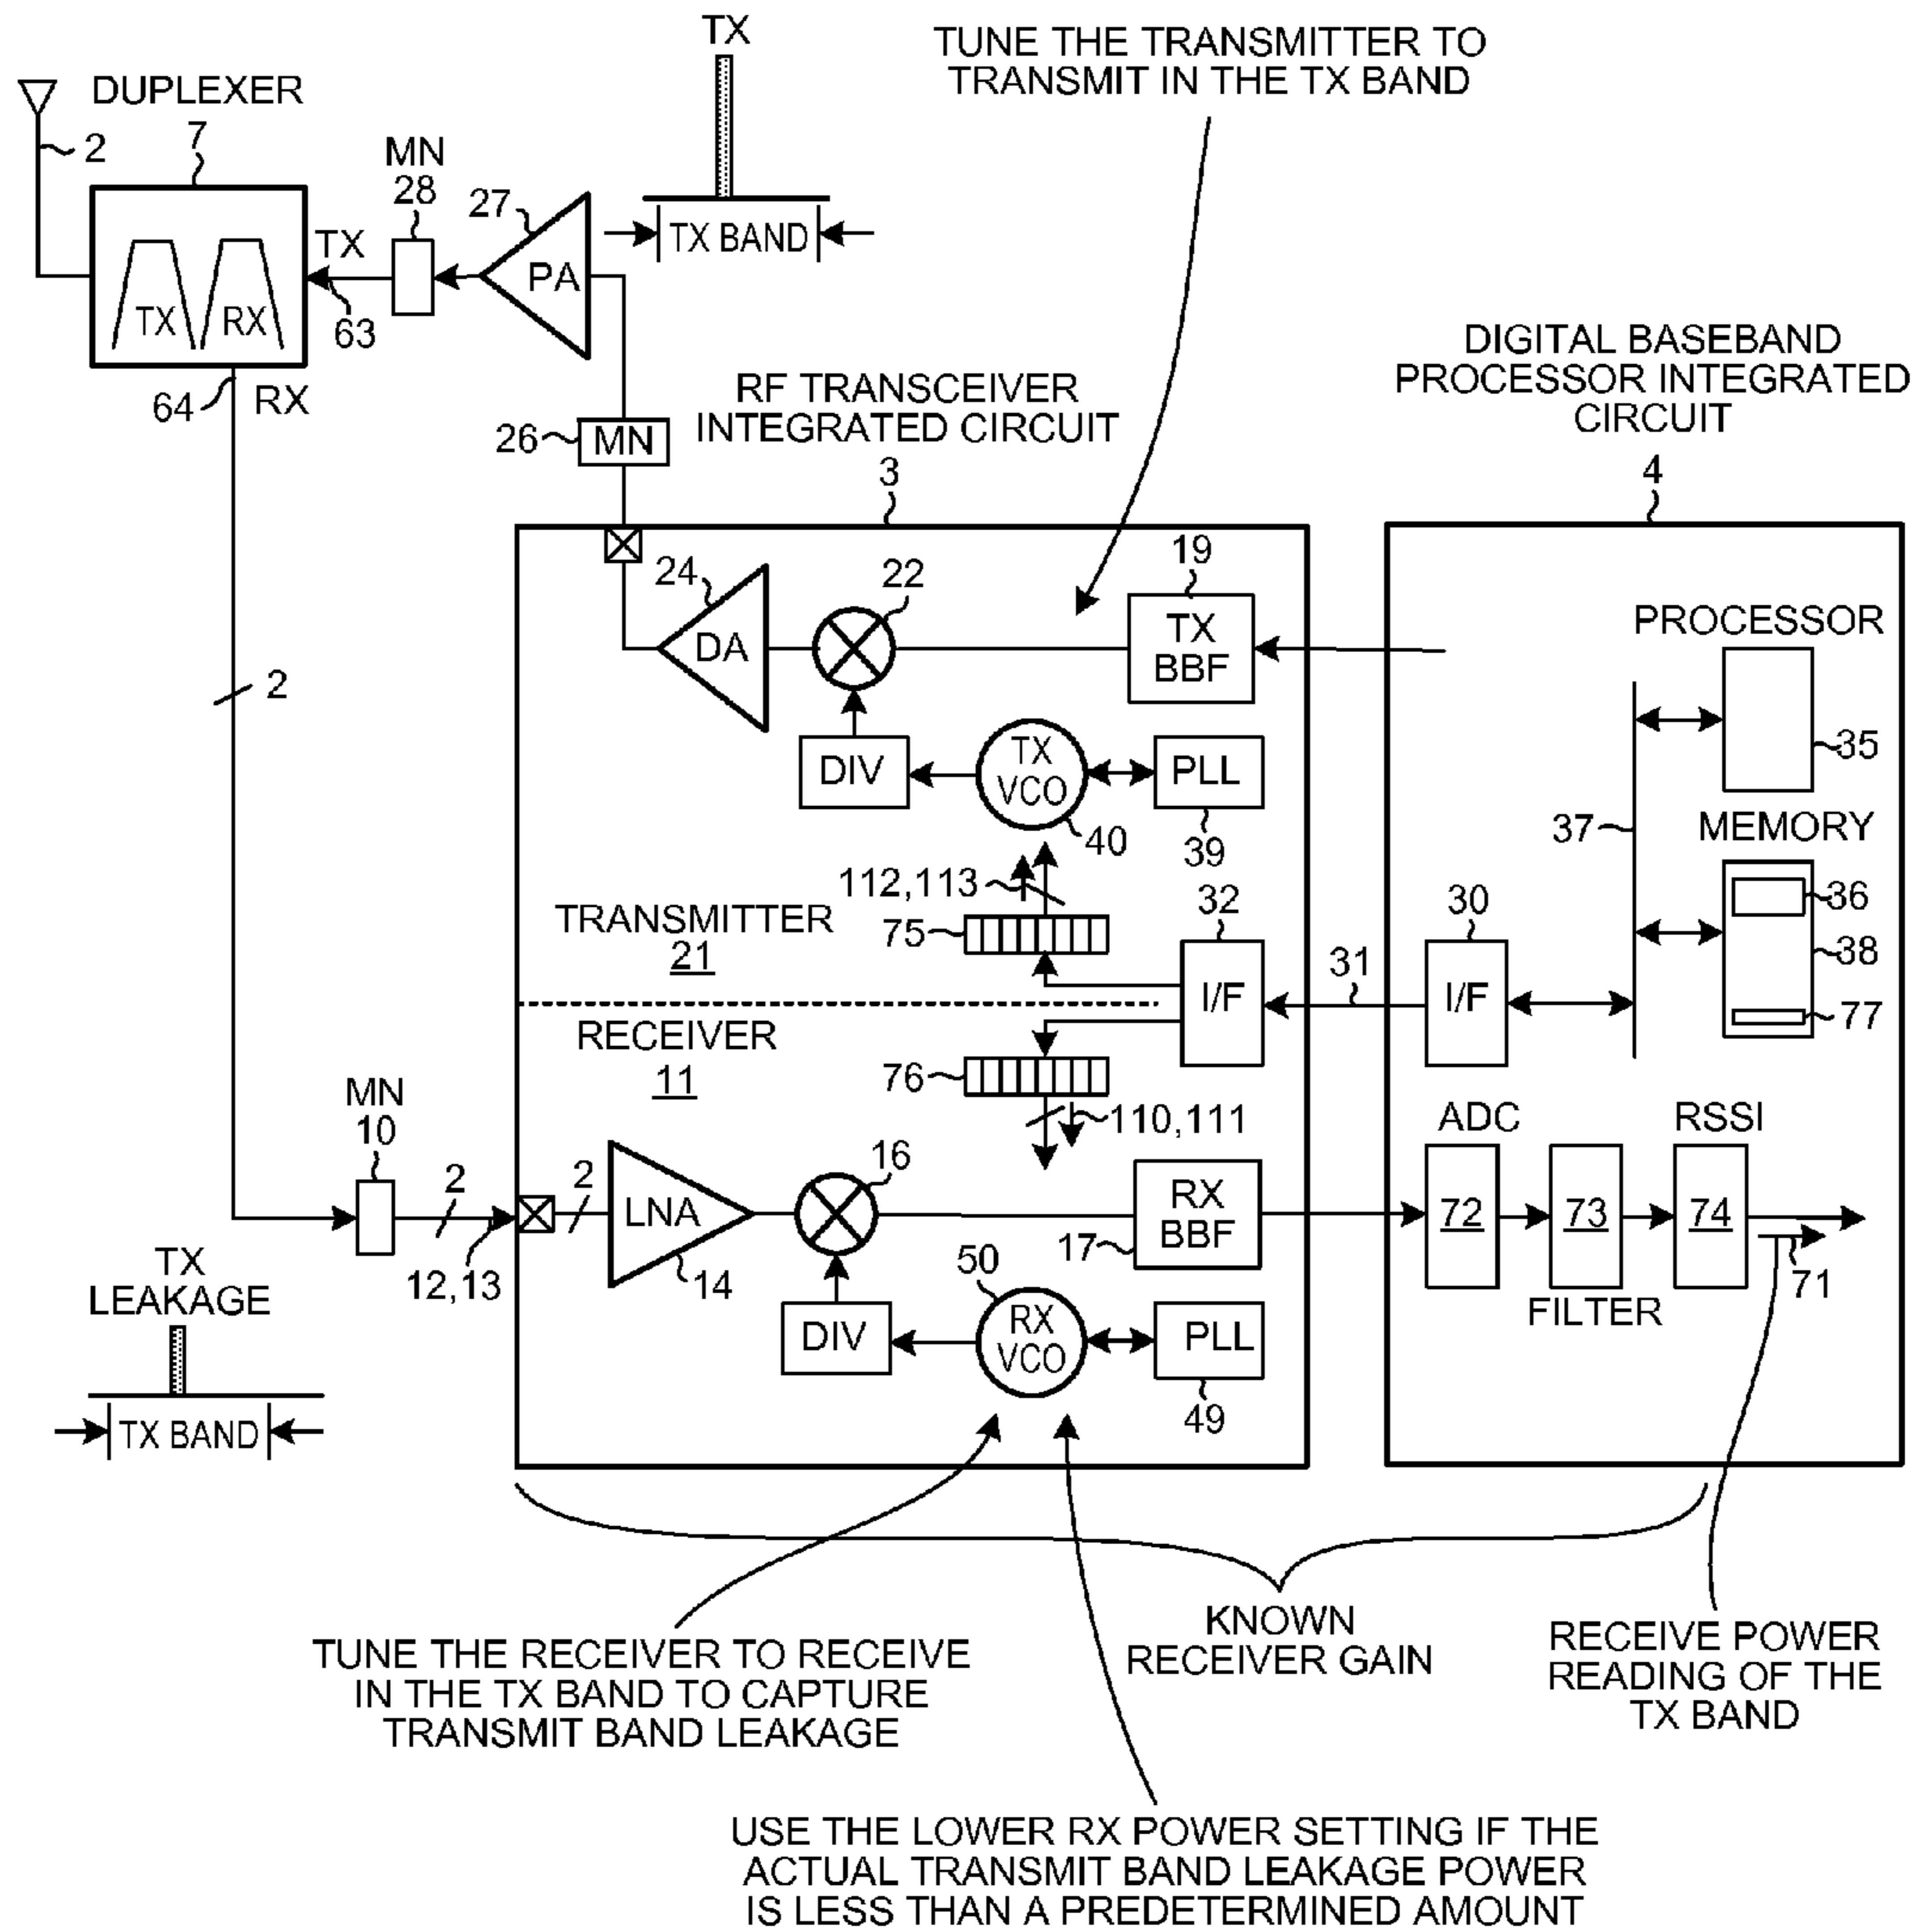 TX
TUNE THE TRANSMITTER TO
TRANSMIT IN THE TX BAND
DUPLEXER
7
2
MN
28
27
TX
PA
TX BAND
TX
RX
63
64
RX
26
MN
RF TRANSCEIVER
INTEGRATED CIRCUIT
3
DIGITAL BASEBAND
PROCESSOR INTEGRATED
CIRCUIT
4
24
DA
22
19
TX
BBF
PROCESSOR
35
2
DIV
TX
VCO
40
PLL
39
37
MEMORY
36
38
77
112,113
TRANSMITTER
21
75
32
I/F
31
30
I/F
RECEIVER
11
76
110,111
MN
10
2
12,13
2
LNA
14
16
RX
BBF
17
ADC
72
73
FILTER
RSSI
74
71
TX
LEAKAGE
TX BAND
DIV
50
RX
VCO
PLL
49
TUNE THE RECEIVER TO RECEIVE
IN THE TX BAND TO CAPTURE
TRANSMIT BAND LEAKAGE
KNOWN
RECEIVER GAIN
RECEIVE POWER
READING OF THE
TX BAND
USE THE LOWER RX POWER SETTING IF THE
ACTUAL TRANSMIT BAND LEAKAGE POWER
IS LESS THAN A PREDETERMINED AMOUNT